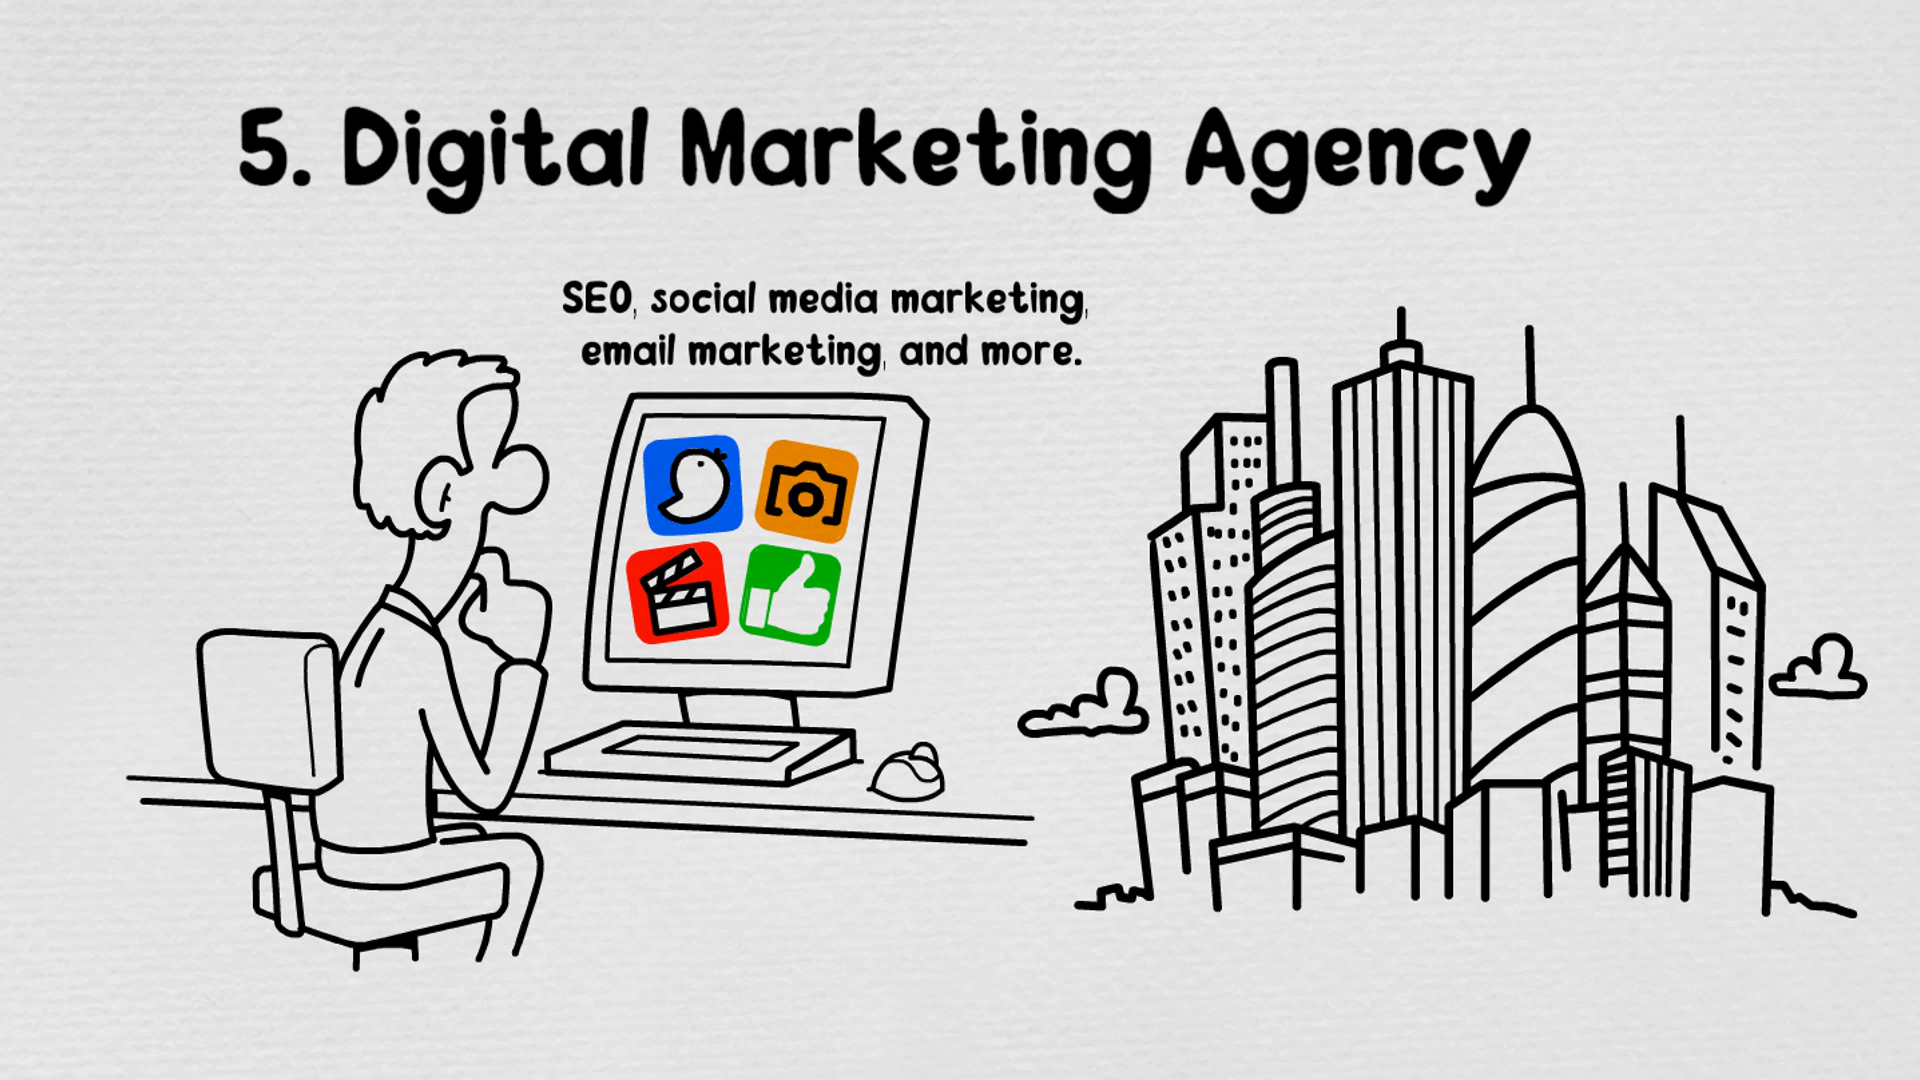 5. Digital Marketing Agency
SEO, social media marketing,
email marketing, and more.